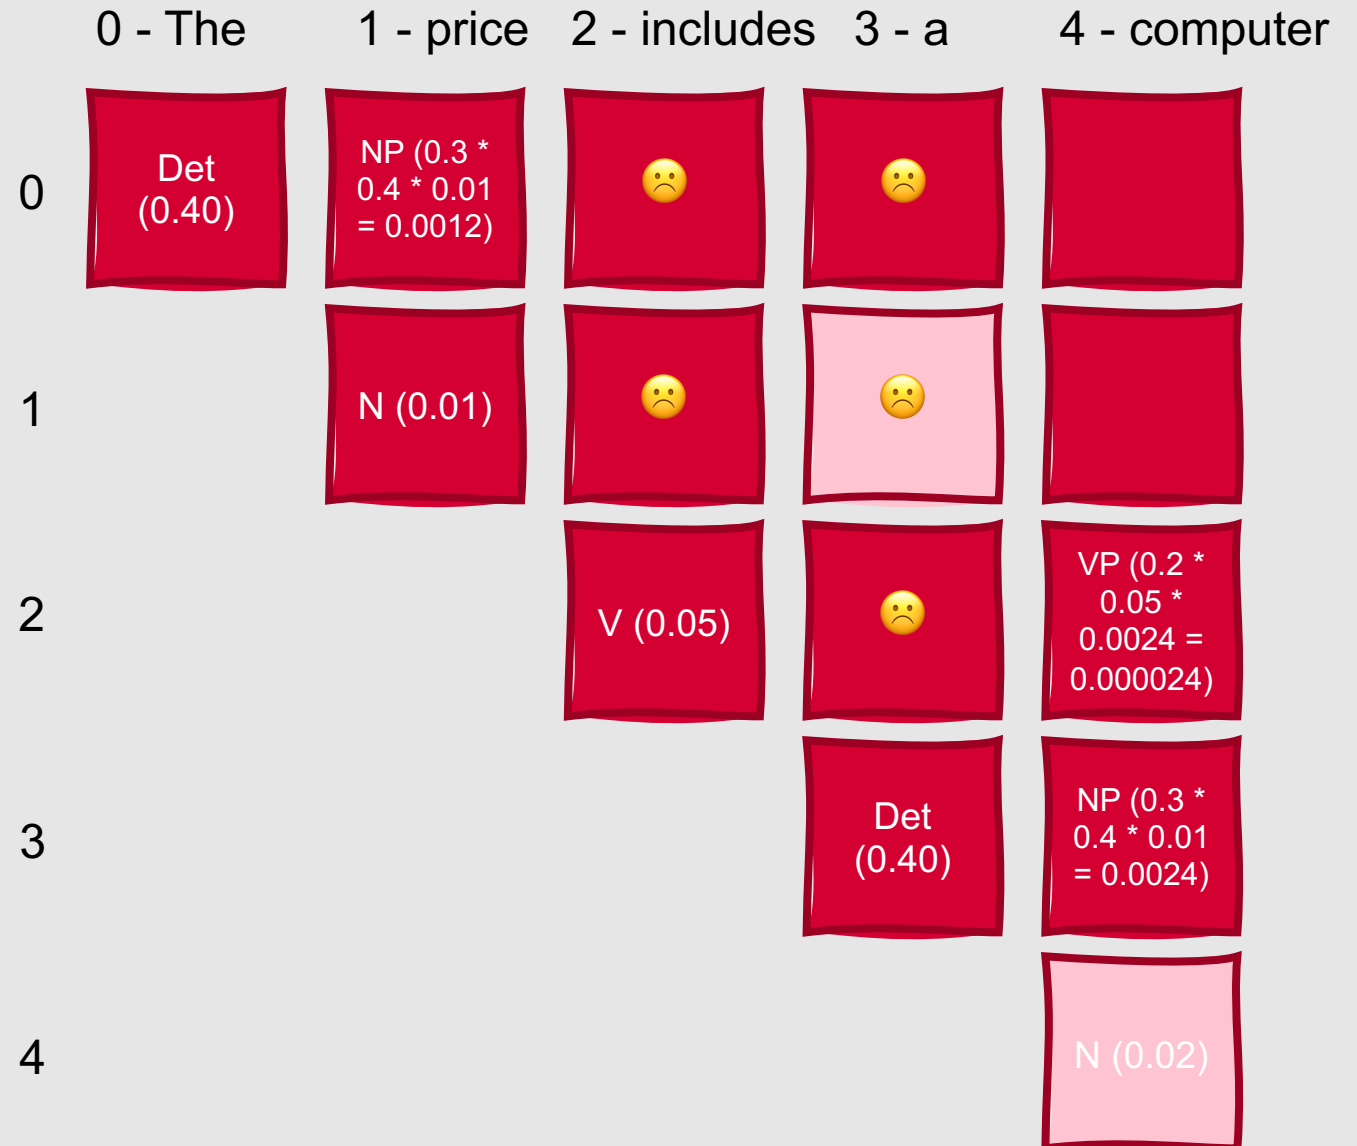 0 - The 1 - price 2 - includes 3 - a 4 - computer
0
Det
(0.40)
NP (0.3 *
0.4 * 0.01
= 0.0012)
1
N (0.01)
2
V (0.05)
VP (0.2 *
0.05 *
0.0024 =
0.000024)
3
Det
(0.40)
NP (0.3 *
0.4 * 0.01
= 0.0024)
4
N (0.02)